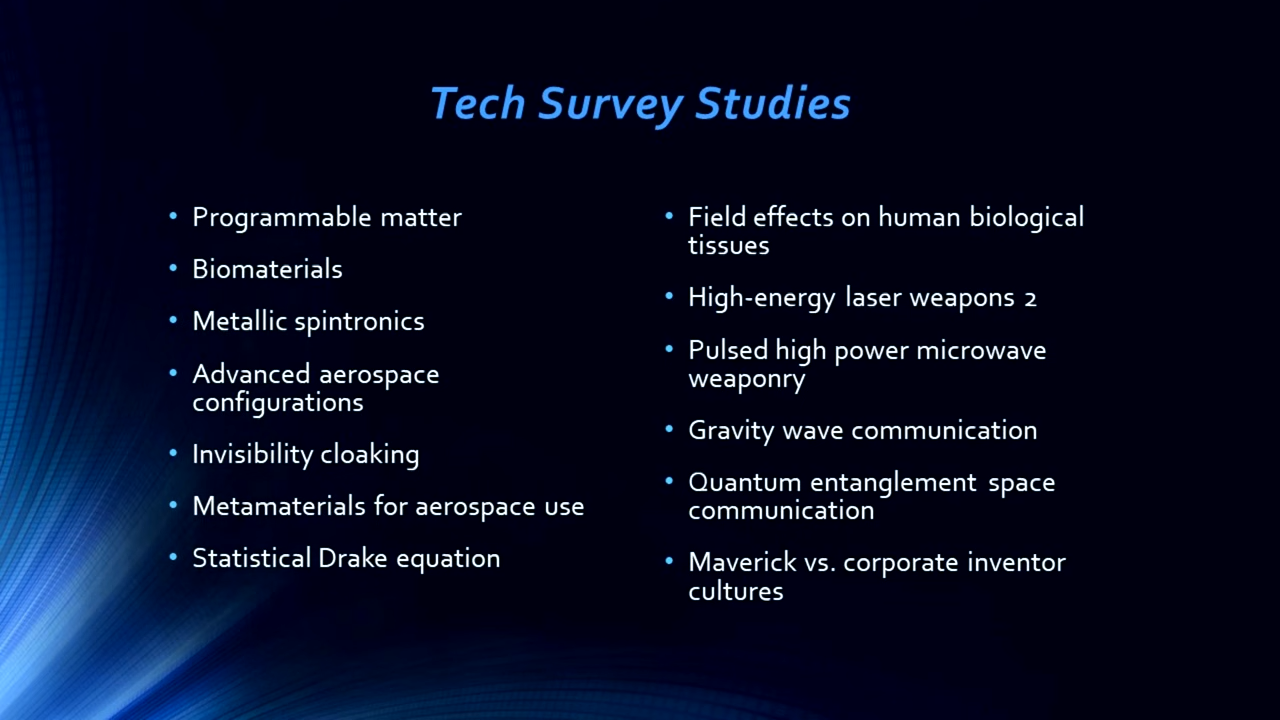 Tech Survey Studies
• Programmable matter
• Biomaterials
• Metallic spintronics
• Advanced aerospace
configurations
• Invisibility cloaking
• Metamaterials for aerospace use
• Statistical Drake equation
• Field effects on human biological
tissues
• High-energy laser weapons 2
• Pulsed high power microwave
weaponry
• Gravity wave communication
• Quantum entanglement space
communication
• Maverick vs. corporate inventor
cultures